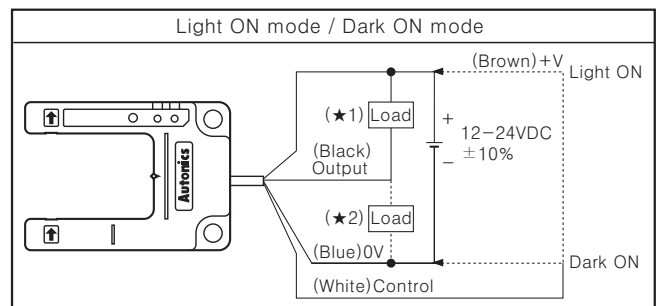 Light ON mode / Dark ON mode
(Brown)+V
Light ON
(★1) Load
+
12−24VDC
−
±10%
(Black)
Output
Autonics
(★2) Load
(Blue)0V
Dark ON
(White)Control